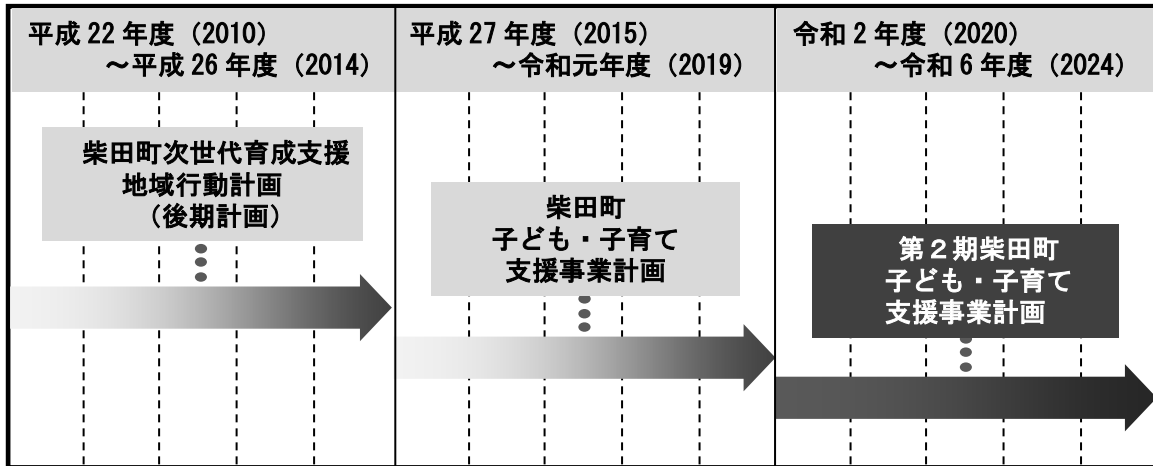 平成 22 年度（2010）
～平成 26 年度（2014）
平成 27 年度（2015）
～令和元年度（2019）
令和 2 年度（2020）
～令和 6 年度（2024）
柴田町次世代育成支援
地域行動計画
（後期計画）
柴田町
子ども・子育て
支援事業計画
第２期柴田町
子ども・子育て
支援事業計画